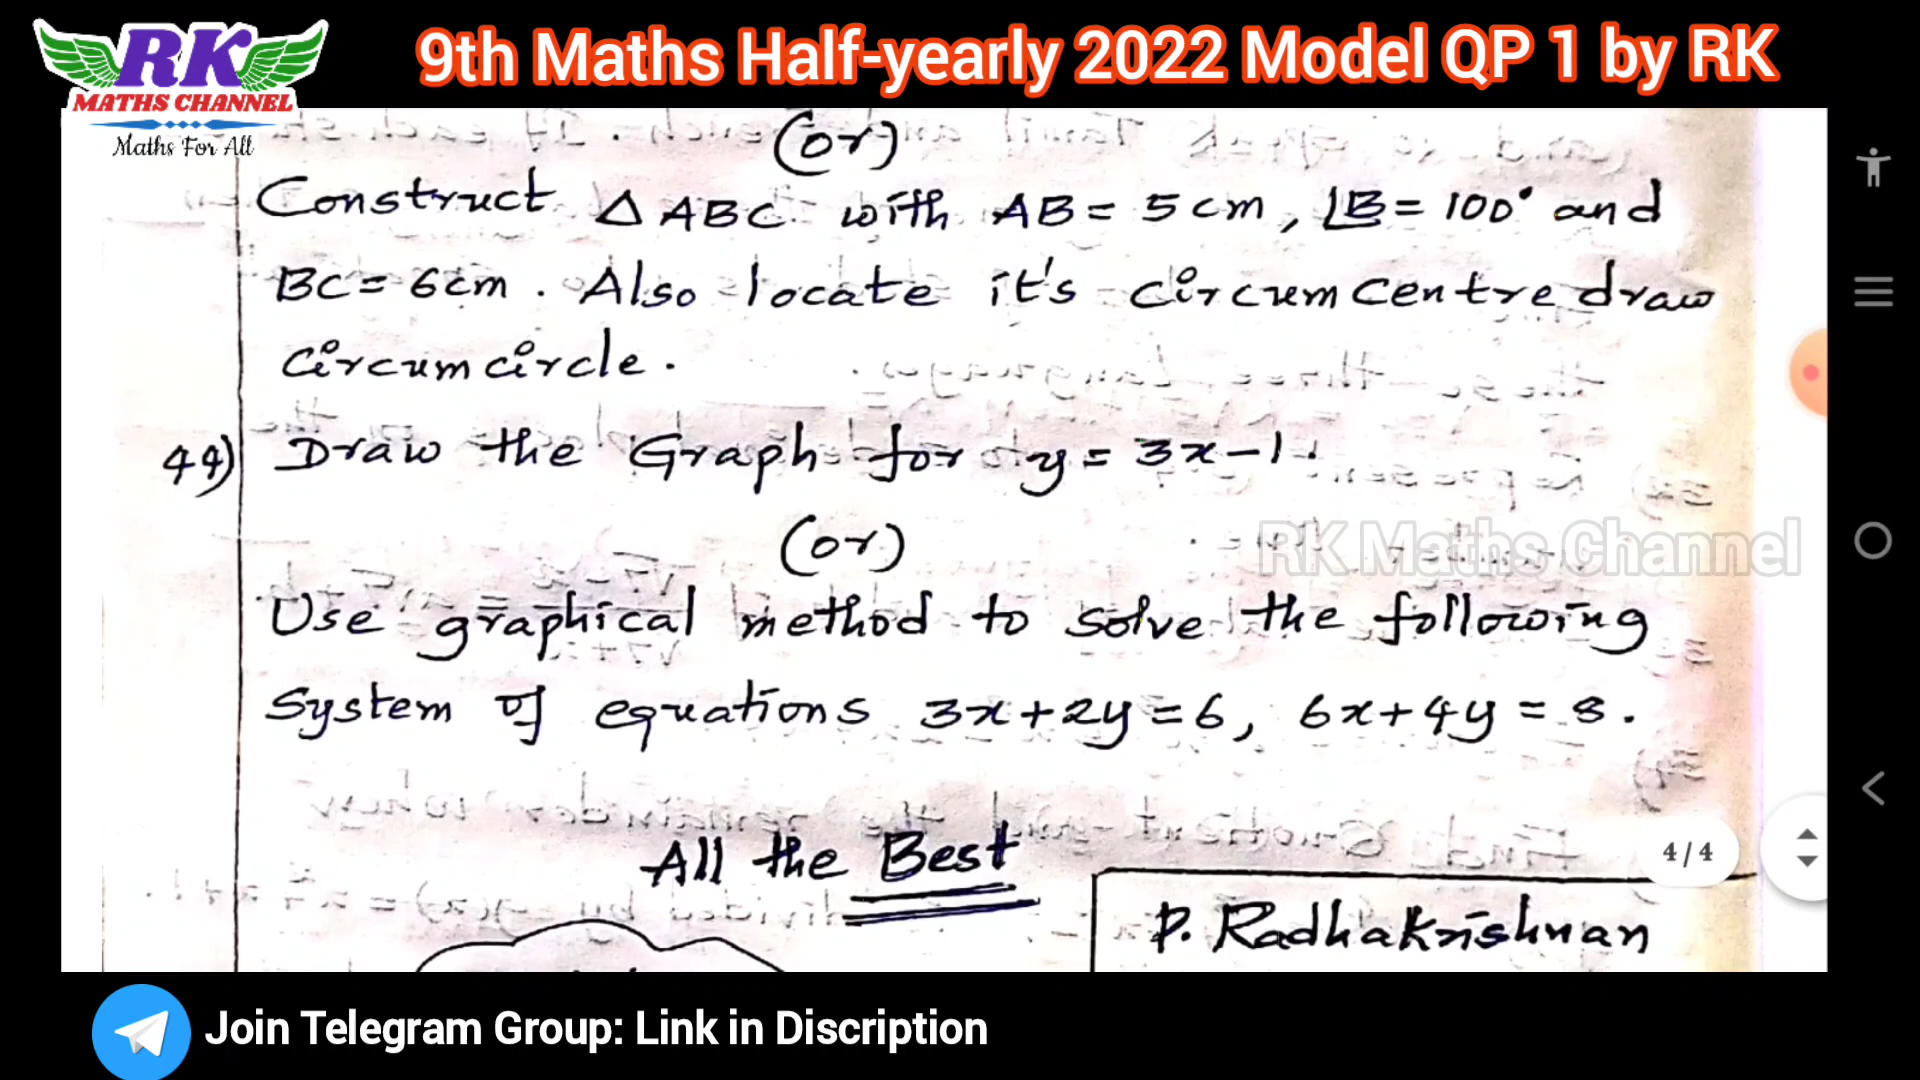 RK
MATHS CHANNEL
Maths For All
9th Maths Half-yearly 2022 Model QP 1 by RK
(or)
Construct △ ABC with AB = 5cm, ∠B = 100° and
BC = 6cm. Also locate it's circumcentre draw
circumcircle.
44) Draw the Graph for y = 3x-1.
(or)
RK Maths Channel
Use graphical method to solve the following
System of equations 3x+2y=6, 6x+4y = 8.
All the Best
4/4
P. Radhakrishnan
Join Telegram Group: Link in Discription